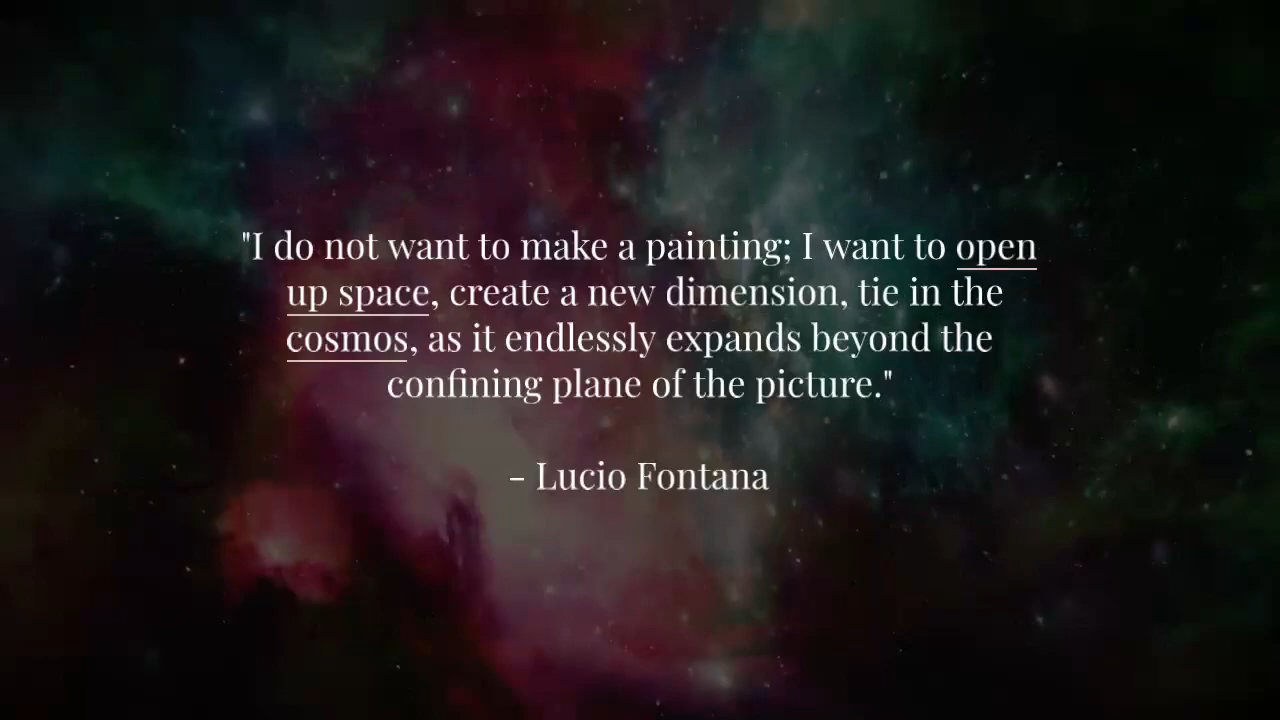 "I do not want to make a painting; I want to open
up space, create a new dimension, tie in the
cosmos, as it endlessly expands beyond the
confining plane of the picture."
– Lucio Fontana